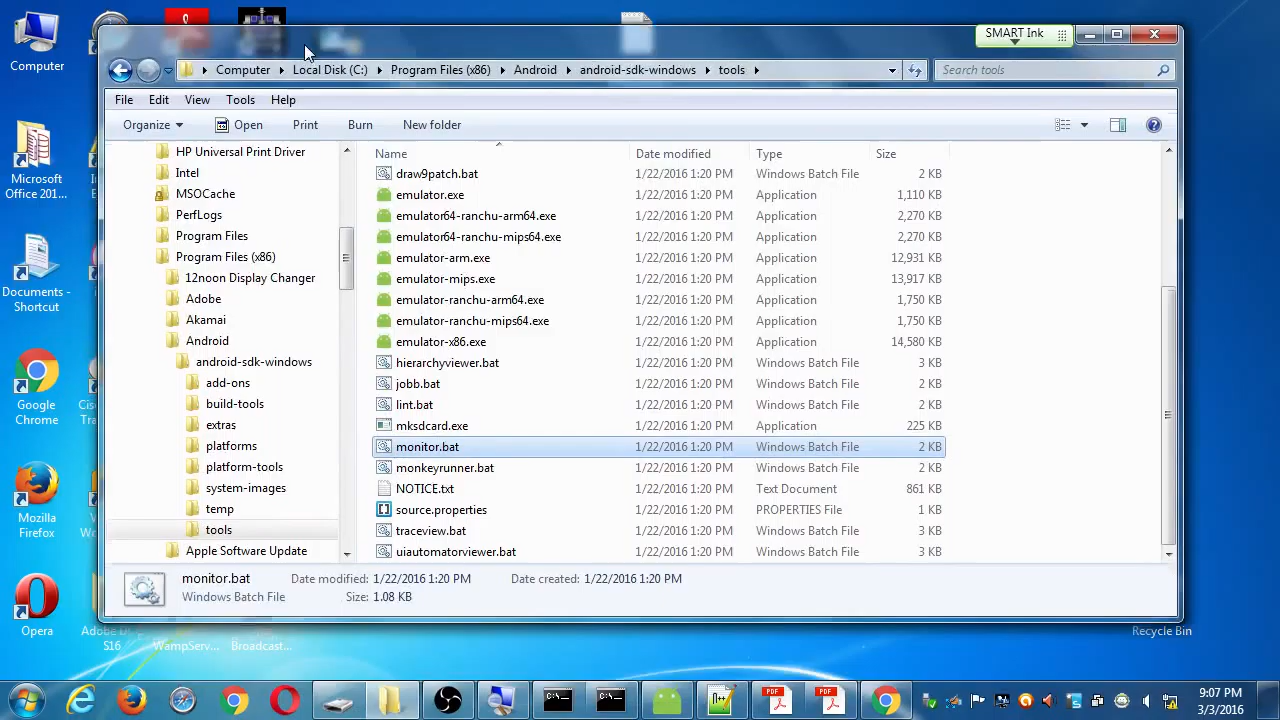 SMART Ink
Computer Local Disk (C:) Program Files (x86) Android android-sdk-windows tools
Search tools
File Edit View Tools Help
Organize Open Print Burn New folder
Name Date modified Type Size
HP Universal Print Driver
Intel
MSOCache
PerfLogs
Program Files
Program Files (x86)
12noon Display Changer
Adobe
Akamai
Android
android-sdk-windows
add-ons
build-tools
extras
platforms
platform-tools
system-images
temp
tools
Apple Software Update
draw9patch.bat 1/22/2016 1:20 PM Windows Batch File 2 KB
emulator.exe 1/22/2016 1:20 PM Application 1,110 KB
emulator64-ranchu-arm64.exe 1/22/2016 1:20 PM Application 2,270 KB
emulator64-ranchu-mips64.exe 1/22/2016 1:20 PM Application 2,270 KB
emulator-arm.exe 1/22/2016 1:20 PM Application 12,931 KB
emulator-mips.exe 1/22/2016 1:20 PM Application 13,917 KB
emulator-ranchu-arm64.exe 1/22/2016 1:20 PM Application 1,750 KB
emulator-ranchu-mips64.exe 1/22/2016 1:20 PM Application 1,750 KB
emulator-x86.exe 1/22/2016 1:20 PM Application 14,580 KB
hierarchyviewer.bat 1/22/2016 1:20 PM Windows Batch File 3 KB
jobb.bat 1/22/2016 1:20 PM Windows Batch File 2 KB
lint.bat 1/22/2016 1:20 PM Windows Batch File 2 KB
mksdcard.exe 1/22/2016 1:20 PM Application 225 KB
monitor.bat 1/22/2016 1:20 PM Windows Batch File 2 KB
monkeyrunner.bat 1/22/2016 1:20 PM Windows Batch File 2 KB
NOTICE.txt 1/22/2016 1:20 PM Text Document 861 KB
source.properties 1/22/2016 1:20 PM PROPERTIES File 1 KB
traceview.bat 1/22/2016 1:20 PM Windows Batch File 3 KB
uiautomatorviewer.bat 1/22/2016 1:20 PM Windows Batch File 3 KB
monitor.bat Date modified: 1/22/2016 1:20 PM Date created: 1/22/2016 1:20 PM
Windows Batch File Size: 1.08 KB
Computer
Microsoft
Office 201...
Documents -
Shortcut
Google
Chrome
Mozilla
Firefox
Opera
S16
WampServ...
Broadcast...
Recycle Bin
C:\...
C:\...
PDF
PDF
9:07 PM
3/3/2016